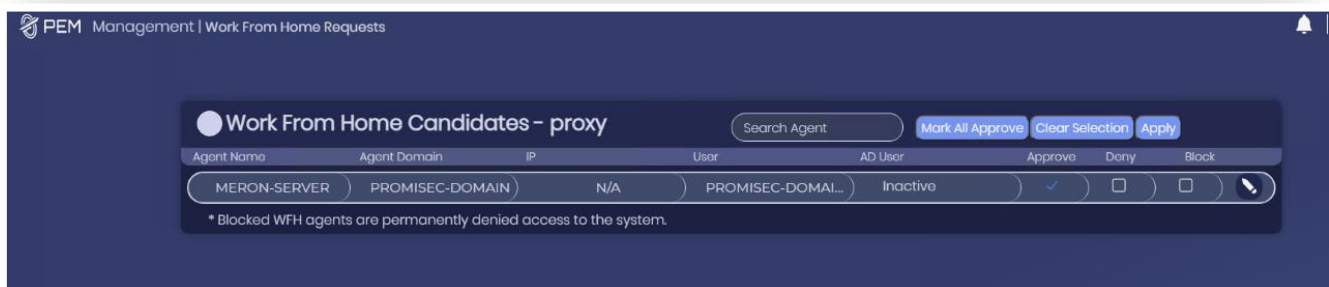 PEM Management | Work From Home Requests
Work From Home Candidates - proxy Search Agent Mark All Approve Clear Selection Apply
Agent Name Agent Domain IP User AD User Approve Deny Block
MERON-SERVER PROMISEC-DOMAIN N/A PROMISEC-DOMAI... Inactive
* Blocked WFH agents are permanently denied access to the system.